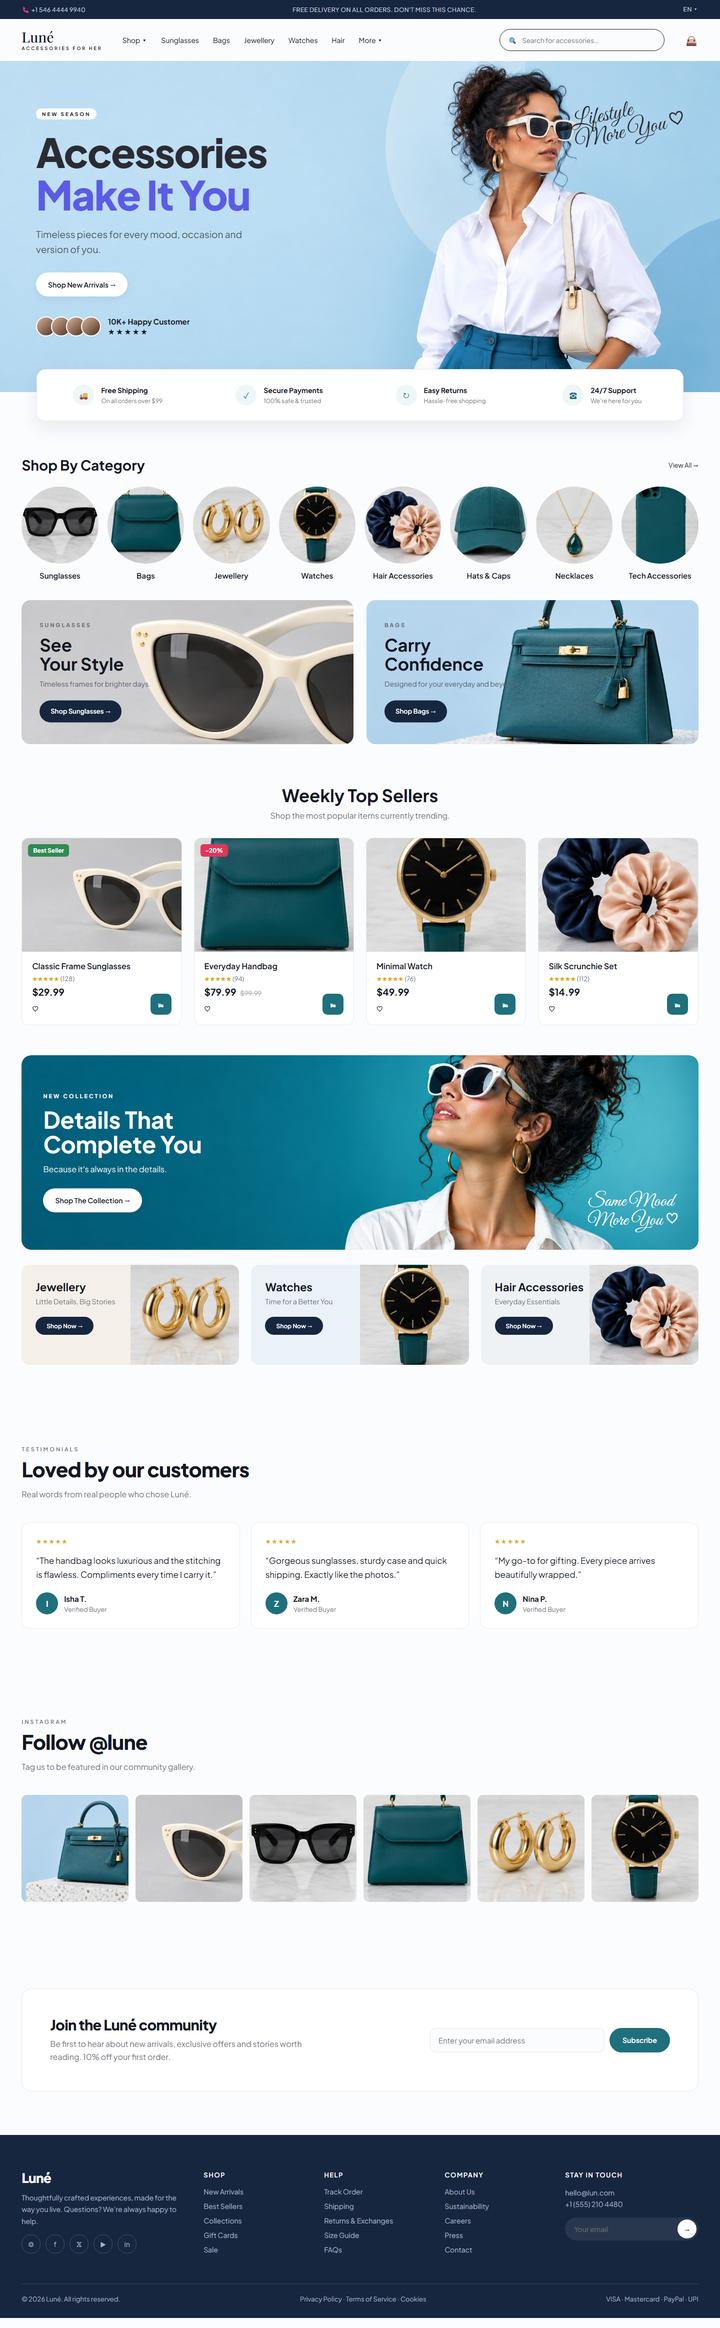 +1 546 4444 9940
FREE DELIVERY ON ALL ORDERS. DON'T MISS THIS CHANCE.
EN
Luné
ACCESSORIES FOR HER
Shop
Sunglasses
Bags
Jewellery
Watches
Hair
More
Search for accessories...
NEW SEASON
Accessories
Make It You
Timeless pieces for every mood, occasion and
version of you.
Shop New Arrivals →
10K+ Happy Customer
★★★★★
Lifestyle
More You ♡
Free Shipping
On all orders over $99
Secure Payments
100% safe & trusted
Easy Returns
Hassle-free shopping
24/7 Support
We're here for you
Shop By Category
View All →
Sunglasses
Bags
Jewellery
Watches
Hair Accessories
Hats & Caps
Necklaces
Tech Accessories
SUNGLASSES
See
Your Style
Timeless frames for brighter days.
Shop Sunglasses →
BAGS
Carry
Confidence
Designed for your everyday and
Shop Bags →
Weekly Top Sellers
Shop the most popular items currently trending.
Best Seller
Classic Frame Sunglasses
★★★★★ (128)
$29.99
-20%
Everyday Handbag
★★★★★ (94)
$79.99 $99.99
Minimal Watch
★★★★★ (76)
$49.99
Silk Scrunchie Set
★★★★★ (112)
$14.99
NEW COLLECTION
Details That
Complete You
Because it's always in the details.
Shop The Collection →
Same Mood
More You ♡
Jewellery
Little Details, Big Stories
Shop Now →
Watches
Time for a Better You
Shop Now →
Hair Accessories
Everyday Essentials
Shop Now →
TESTIMONIALS
Loved by our customers
Real words from real people who chose Luné.
★★★★★
"The handbag looks luxurious and the stitching
is flawless. Compliments every time I carry it."
I
Isha T.
Verified Buyer
★★★★★
"Gorgeous sunglasses, sturdy case and quick
shipping. Exactly like the photos."
Z
Zara M.
Verified Buyer
★★★★★
"My go-to for gifting. Every piece arrives
beautifully wrapped."
N
Nina P.
Verified Buyer
INSTAGRAM
Follow @lune
Tag us to be featured in our community gallery.
Join the Luné community
Be first to hear about new arrivals, exclusive offers and stories worth
reading. 10% off your first order.
Enter your email address
Subscribe
Luné
Thoughtfully crafted experiences, made for the
way you live. Questions? We're always happy to
help.
f
X
in
SHOP
New Arrivals
Best Sellers
Collections
Gift Cards
Sale
HELP
Track Order
Shipping
Returns & Exchanges
Size Guide
FAQs
COMPANY
About Us
Sustainability
Careers
Press
Contact
STAY IN TOUCH
hello@lun.com
+1 (555) 210 4480
Your email
→
© 2026 Luné. All rights reserved.
Privacy Policy · Terms of Service · Cookies
VISA · Mastercard · PayPal · UPI